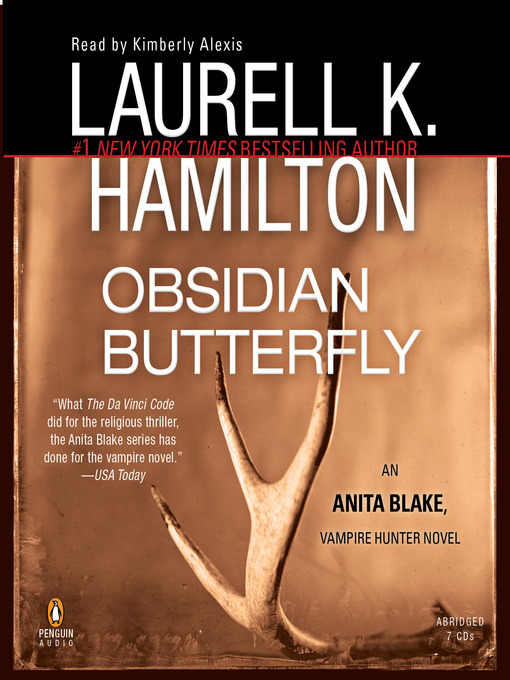 Read by Kimberly Alexis
LAURELL K.
#1 NEW YORK TIMES BESTSELLING AUTHOR
HAMILTON
OBSIDIAN
BUTTERFLY
“What The Da Vinci Code
did for the religious thriller,
the Anita Blake series has
done for the vampire novel.”
—USA Today
AN
ANITA BLAKE,
VAMPIRE HUNTER NOVEL
PENGUIN
AUDIO
ABRIDGED
7 CDs